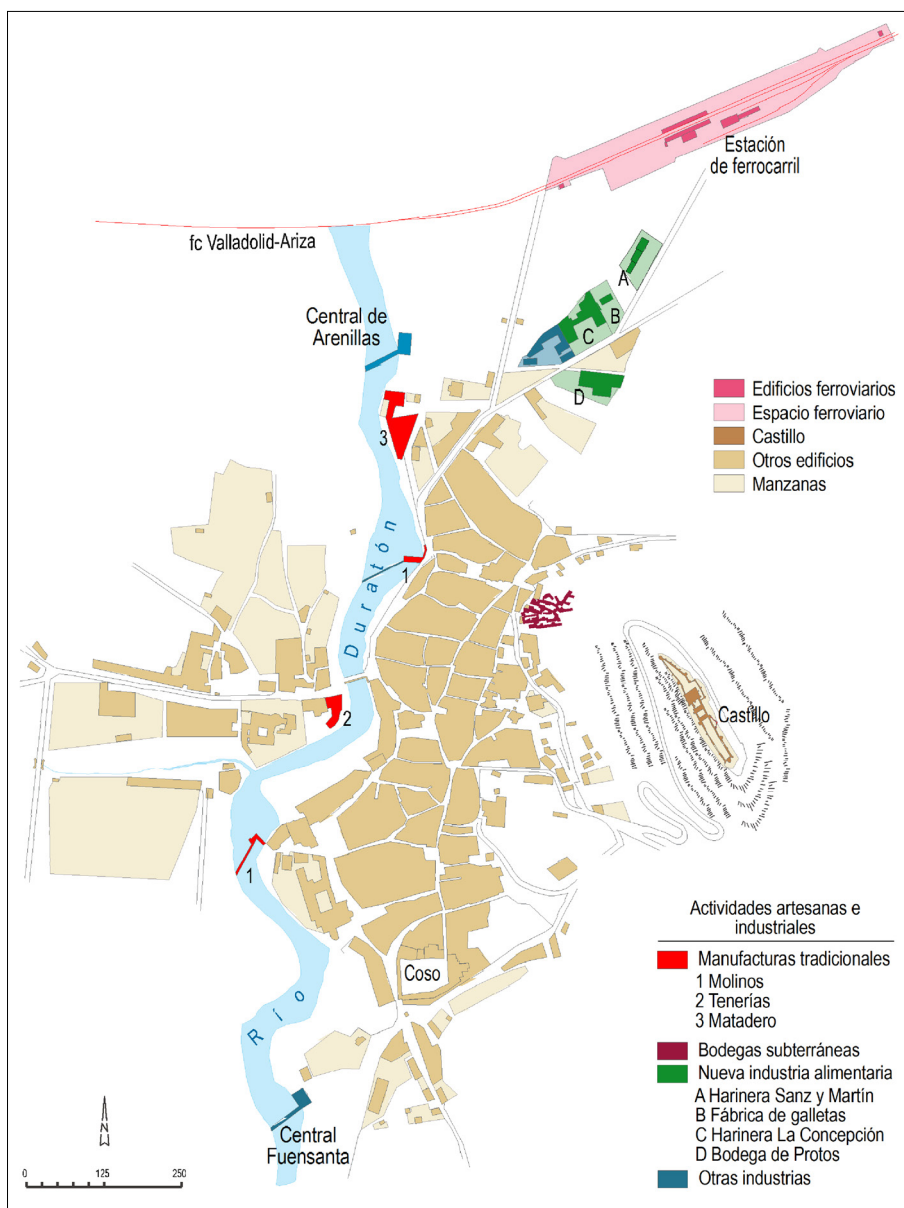 Estación
de ferrocarril
fc Valladolid-Ariza
A
Central de
Arenillas
B
C
D
3
Edificios ferroviarios
Espacio ferroviario
Castillo
Otros edificios
Manzanas
1
Río Duratón
2
Castillo
1
Coso
Central
Fuensanta
N
0 125 250
Actividades artesanas e
industriales
Manufacturas tradicionales
1 Molinos
2 Tenerías
3 Matadero
Bodegas subterráneas
Nueva industria alimentaria
A Harinera Sanz y Martín
B Fábrica de galletas
C Harinera La Concepción
D Bodega de Protos
Otras industrias